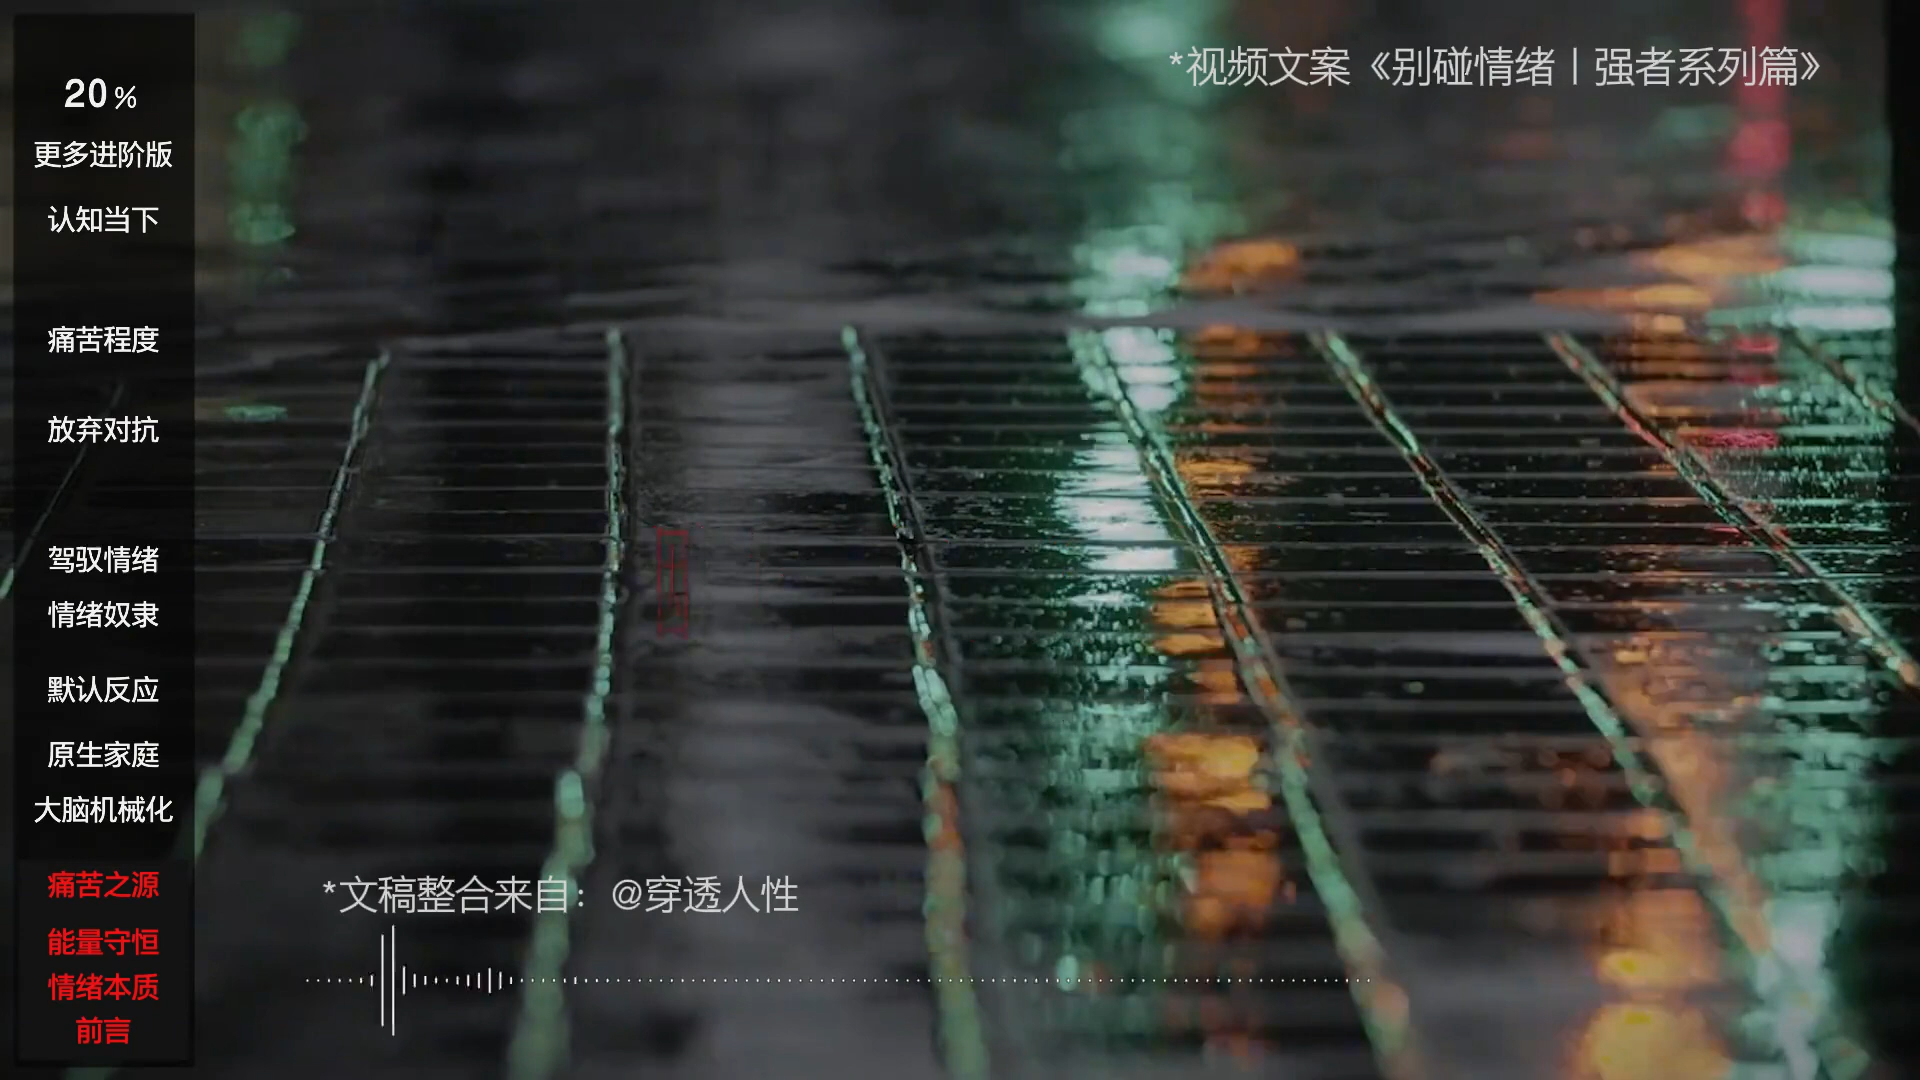 *视频文案《别碰情绪丨强者系列篇》
20%
更多进阶版
认知当下
痛苦程度
放弃对抗
驾驭情绪
情绪奴隶
默认反应
原生家庭
大脑机械化
痛苦之源
能量守恒
情绪本质
前言
*文稿整合来自：@穿透人性